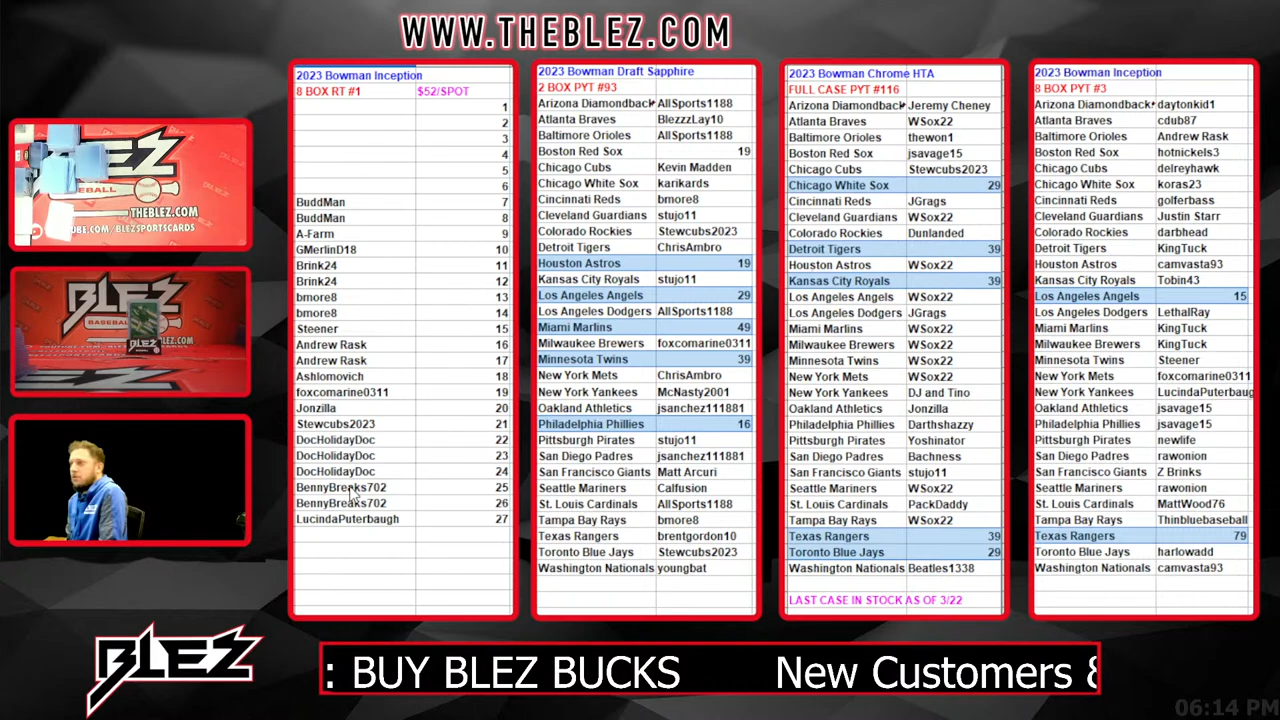 WWW.THEBLEZ.COM
2023 Bowman Inception
8 BOX RT #1 $52/SPOT
1
2
3
4
5
6
BuddMan 7
BuddMan 8
A-Farm 9
GMerlinD18 10
Brink24 11
Brink24 12
bmore8 13
bmore8 14
Steener 15
Andrew Rask 16
Andrew Rask 17
Ashlomovich 18
foxcomarine0311 19
Jonzilla 20
Stewcubs2023 21
DocHolidayDoc 22
DocHolidayDoc 23
DocHolidayDoc 24
BennyBreaks702 25
BennyBreaks702 26
LucindaPuterbaugh 27
2023 Bowman Draft Sapphire
2 BOX PYT #93
Arizona Diamondback AllSports1188
Atlanta Braves BlezzzLay10
Baltimore Orioles AllSports1188
Boston Red Sox 19
Chicago Cubs Kevin Madden
Chicago White Sox karikards
Cincinnati Reds bmore8
Cleveland Guardians stujo11
Colorado Rockies Stewcubs2023
Detroit Tigers ChrisAmbro
Houston Astros 19
Kansas City Royals stujo11
Los Angeles Angels 29
Los Angeles Dodgers AllSports1188
Miami Marlins 49
Milwaukee Brewers foxcomarine0311
Minnesota Twins 39
New York Mets ChrisAmbro
New York Yankees McNasty2001
Oakland Athletics jsanchez111881
Philadelphia Phillies 16
Pittsburgh Pirates stujo11
San Diego Padres jsanchez111881
San Francisco Giants Matt Arcuri
Seattle Mariners Calfusion
St. Louis Cardinals AllSports1188
Tampa Bay Rays bmore8
Texas Rangers brentgordon10
Toronto Blue Jays Stewcubs2023
Washington Nationals youngbat
2023 Bowman Chrome HTA
FULL CASE PYT #116
Arizona Diamondback Jeremy Cheney
Atlanta Braves WSox22
Baltimore Orioles thewon1
Boston Red Sox jsavage15
Chicago Cubs Stewcubs2023
Chicago White Sox 29
Cincinnati Reds JGrags
Cleveland Guardians WSox22
Colorado Rockies Dunlanded
Detroit Tigers 39
Houston Astros WSox22
Kansas City Royals 39
Los Angeles Angels WSox22
Los Angeles Dodgers JGrags
Miami Marlins WSox22
Milwaukee Brewers WSox22
Minnesota Twins WSox22
New York Mets WSox22
New York Yankees DJ and Tino
Oakland Athletics Jonzilla
Philadelphia Phillies Darthshazzy
Pittsburgh Pirates Yoshinator
San Diego Padres Bachness
San Francisco Giants stujo11
Seattle Mariners WSox22
St. Louis Cardinals PackDaddy
Tampa Bay Rays WSox22
Texas Rangers 39
Toronto Blue Jays 29
Washington Nationals Beatles1338
LAST CASE IN STOCK AS OF 3/22
2023 Bowman Inception
8 BOX PYT #3
Arizona Diamondback daytonkid1
Atlanta Braves cdub87
Baltimore Orioles Andrew Rask
Boston Red Sox hotnickels3
Chicago Cubs delreyhawk
Chicago White Sox koras23
Cincinnati Reds golferbass
Cleveland Guardians Justin Starr
Colorado Rockies darbhead
Detroit Tigers KingTuck
Houston Astros camvasta93
Kansas City Royals Tobin43
Los Angeles Angels 15
Los Angeles Dodgers LethalRay
Miami Marlins KingTuck
Milwaukee Brewers KingTuck
Minnesota Twins Steener
New York Mets foxcomarine0311
New York Yankees LucindaPuterbaug
Oakland Athletics jsavage15
Philadelphia Phillies jsavage15
Pittsburgh Pirates newlife
San Diego Padres rawonion
San Francisco Giants Z Brinks
Seattle Mariners rawonion
St. Louis Cardinals MattWood76
Tampa Bay Rays Thinbluebaseball
Texas Rangers 79
Toronto Blue Jays harlowadd
Washington Nationals camvasta93
BASEBALL
THEBLEZ.COM
BLEZ
BLEZ
: BUY BLEZ BUCKS New Customers 8
06:14 PM